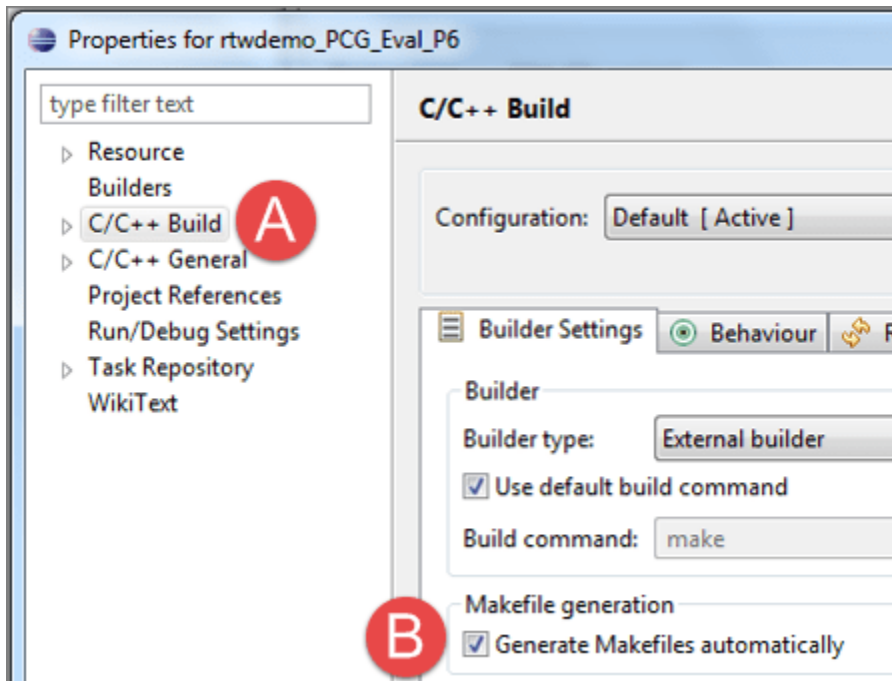 Properties for rtwdemo_PCG_Eval_P6
type filter text
Resource
Builders
C/C++ Build
A
C/C++ General
Project References
Run/Debug Settings
Task Repository
WikiText
C/C++ Build
Configuration: Default [ Active ]
Builder Settings Behaviour
Builder
Builder type: External builder
Use default build command
Build command: make
Makefile generation
B
Generate Makefiles automatically